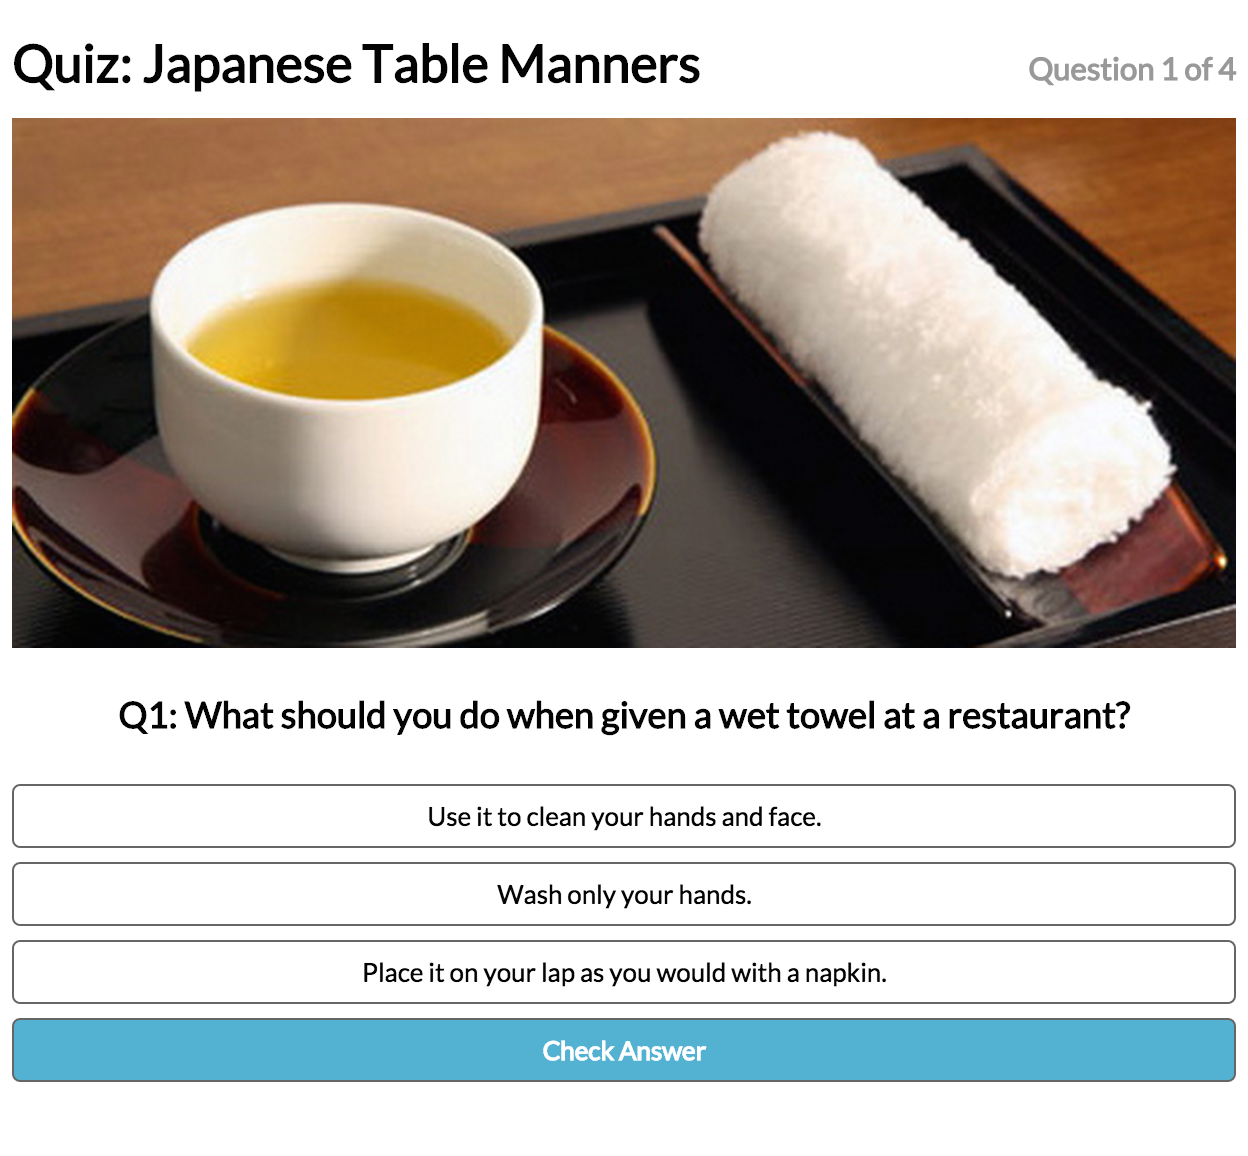 Quiz: Japanese Table Manners
Question 1 of 4
Q1: What should you do when given a wet towel at a restaurant?
Use it to clean your hands and face.
Wash only your hands.
Place it on your lap as you would with a napkin.
Check Answer